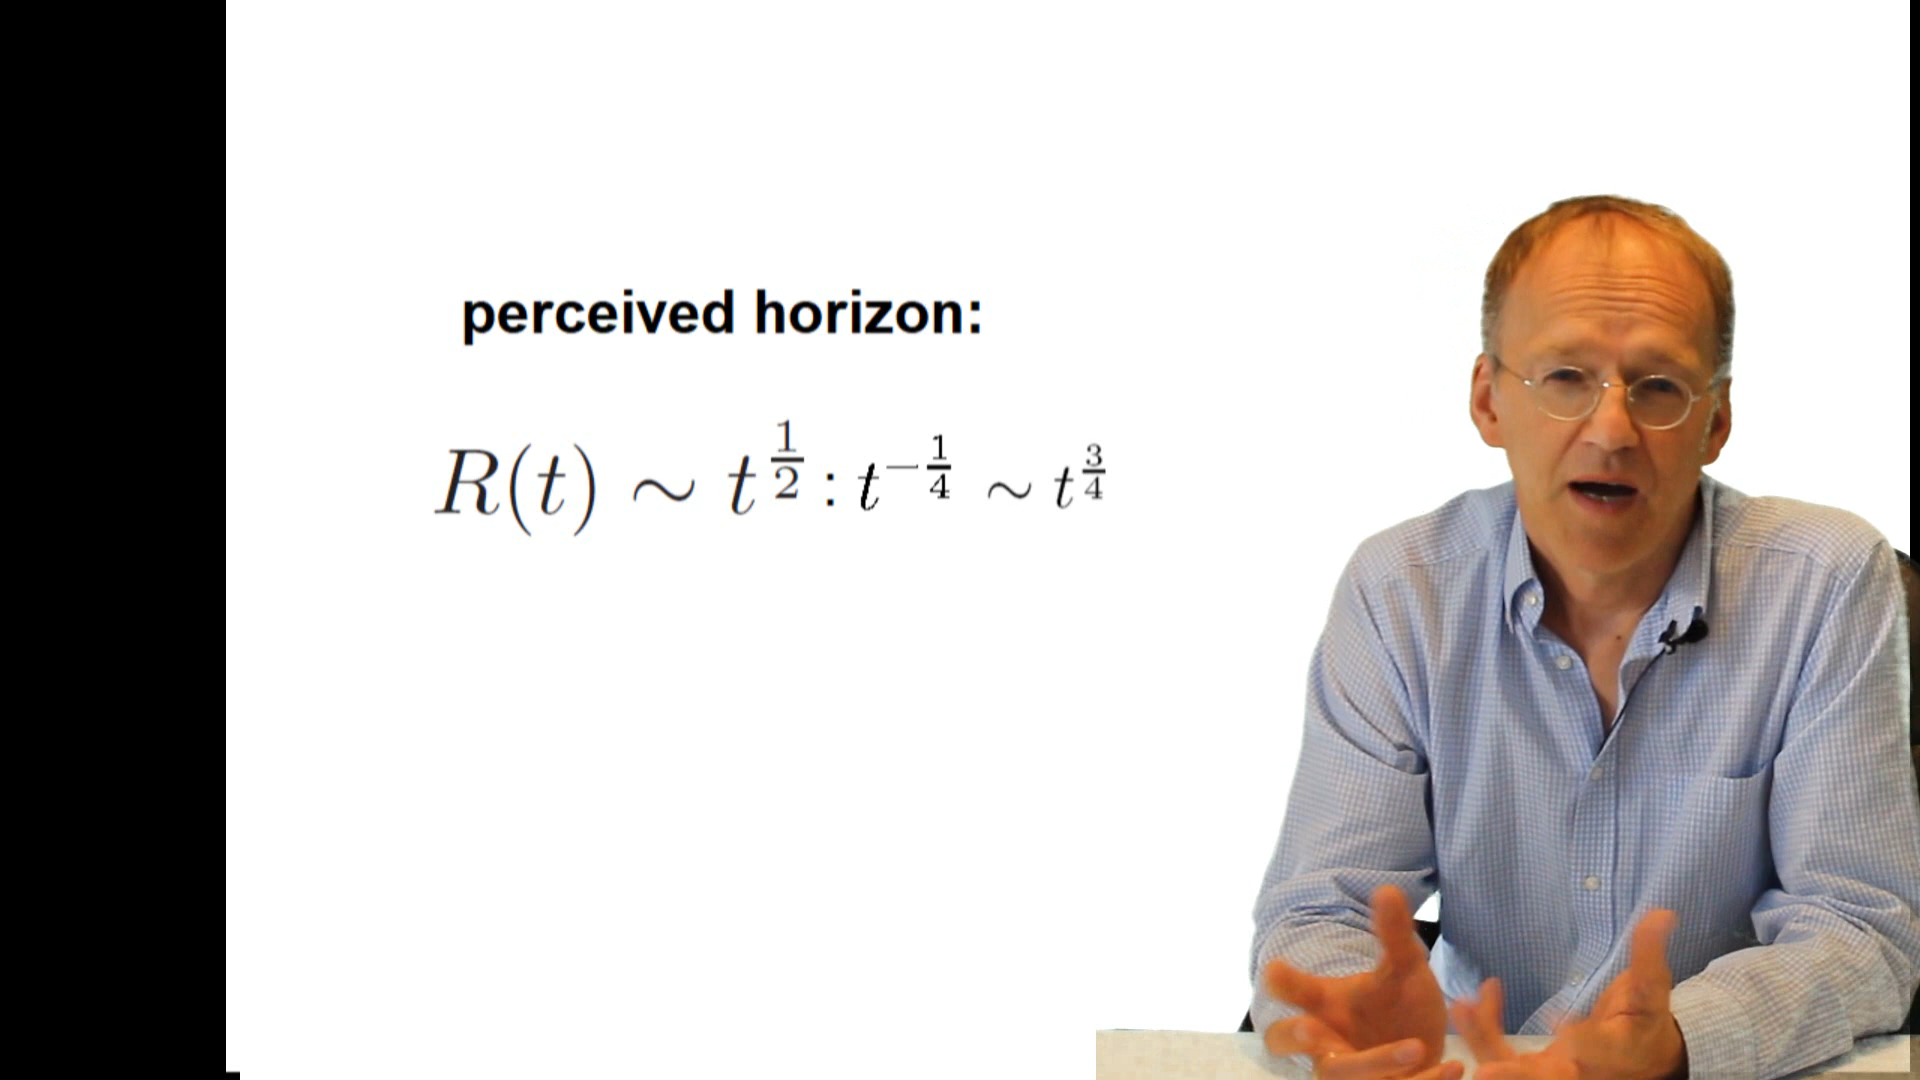 perceived horizon:
R(t) ∼ t^{1/2} : t^{-1/4} ∼ t^{3/4}